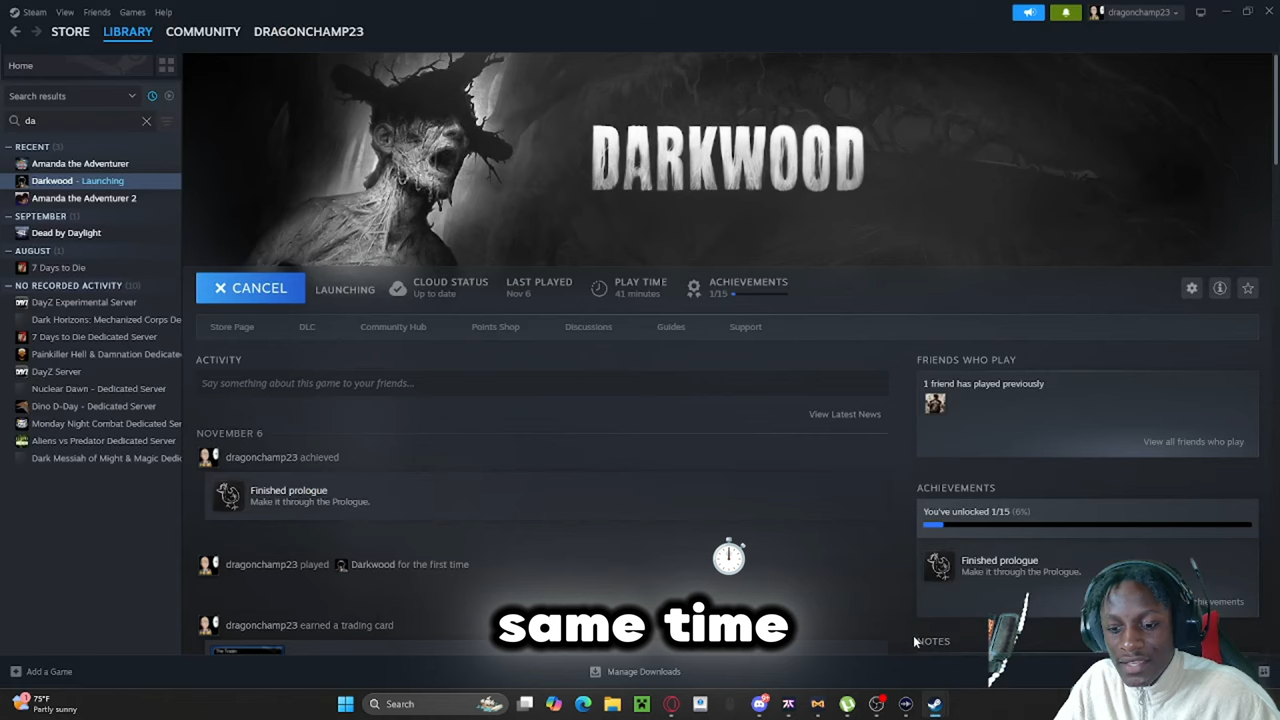 Steam View Friends Games Help
dragonchamp23
STORE LIBRARY COMMUNITY DRAGONCHAMP23
Home
Search results
da
RECENT (3)
Amanda the Adventurer
Darkwood - Launching
Amanda the Adventurer 2
SEPTEMBER (1)
Dead by Daylight
AUGUST (1)
7 Days to Die
NO RECORDED ACTIVITY (10)
DayZ Experimental Server
Dark Horizons: Mechanized Corps De
7 Days to Die Dedicated Server
Painkiller Hell & Damnation Dedicate
DayZ Server
Nuclear Dawn - Dedicated Server
Dino D-Day - Dedicated Server
Monday Night Combat Dedicated Ser
Aliens vs Predator Dedicated Server
Dark Messiah of Might & Magic Dedic
DARKWOOD
CANCEL
LAUNCHING
CLOUD STATUS
Up to date
LAST PLAYED
Nov 6
PLAY TIME
41 minutes
ACHIEVEMENTS
1/15
Store Page DLC Community Hub Points Shop Discussions Guides Support
ACTIVITY
Say something about this game to your friends...
View Latest News
NOVEMBER 6
dragonchamp23 achieved
Finished prologue
Make it through the Prologue.
dragonchamp23 played Darkwood for the first time
dragonchamp23 earned a trading card
FRIENDS WHO PLAY
1 friend has played previously
View all friends who play
ACHIEVEMENTS
You've unlocked 1/15 (6%)
Finished prologue
Make it through the Prologue.
NOTES
same time
Add a Game
Manage Downloads
75°F
Partly sunny
Search